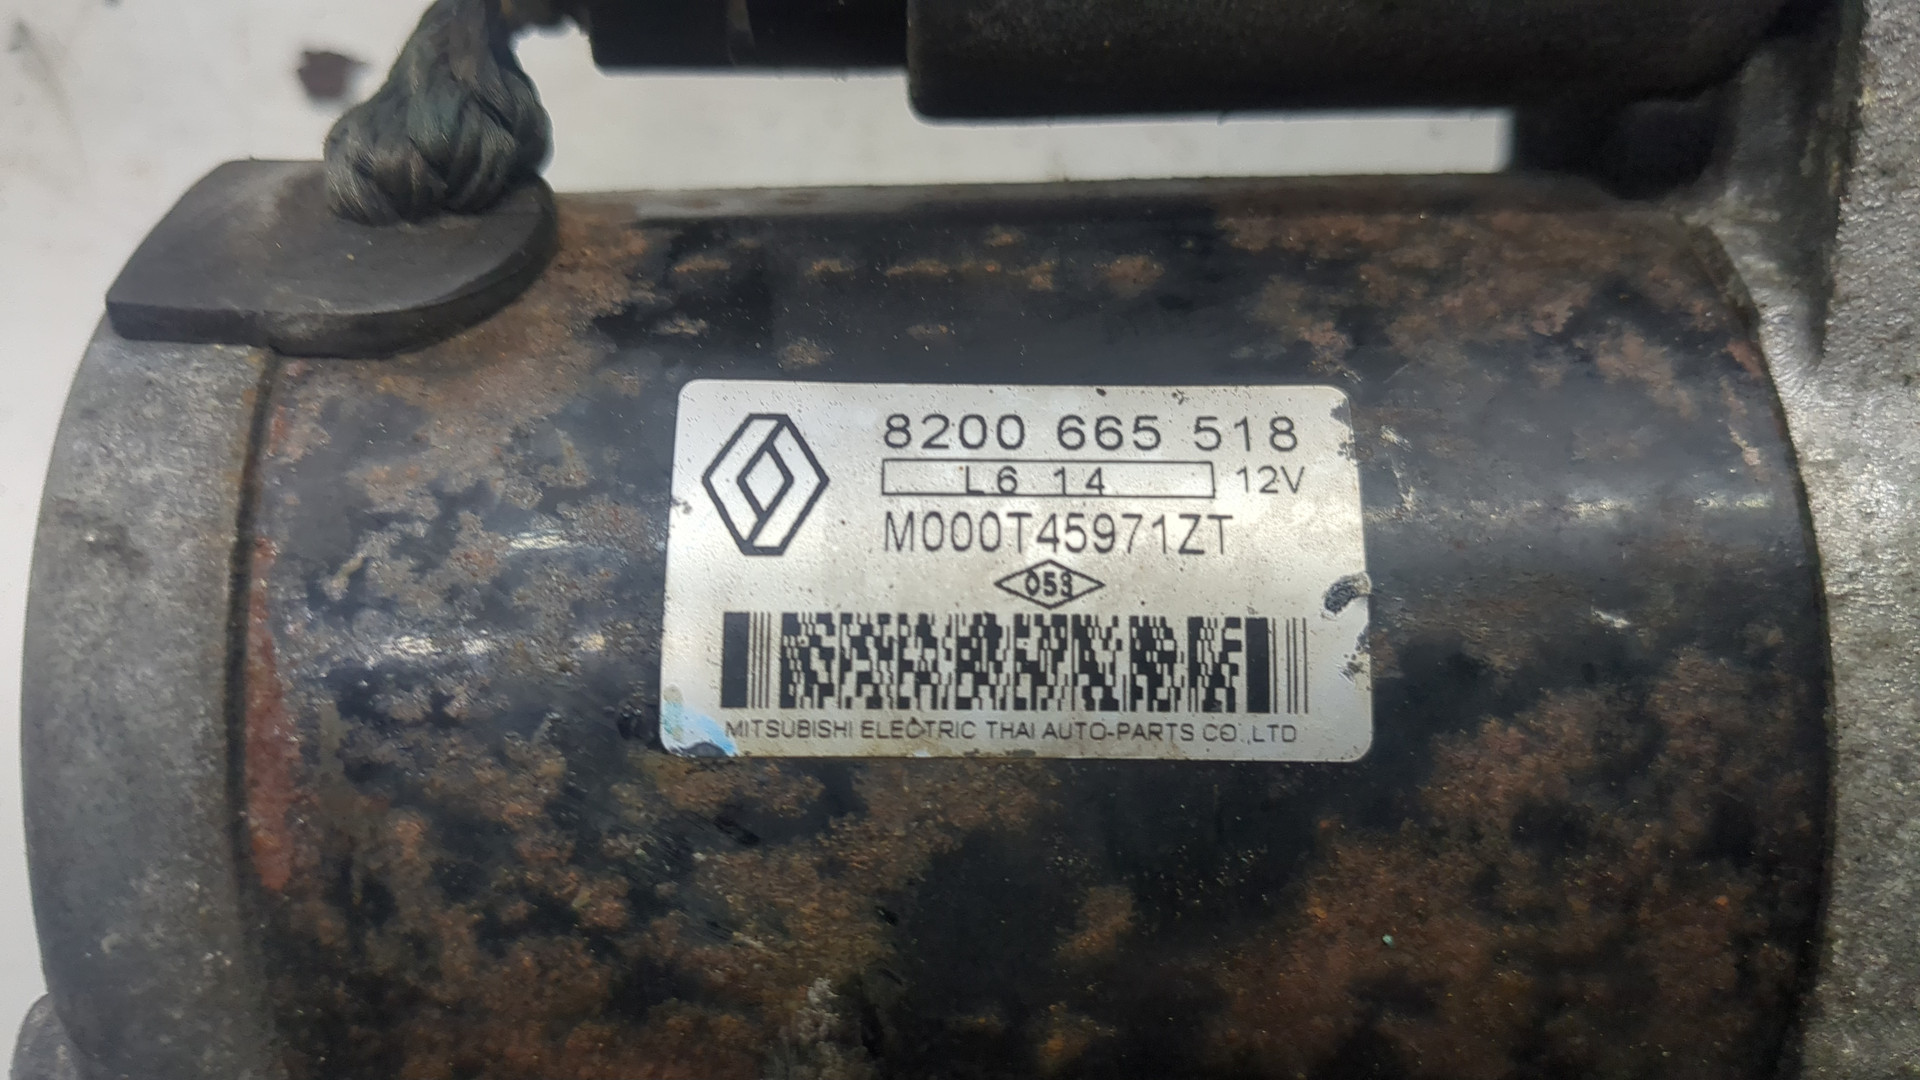 8200 665 518
L6 14 12V
M000T45971ZT
053
MITSUBISHI ELECTRIC THAI AUTO-PARTS CO.,LTD